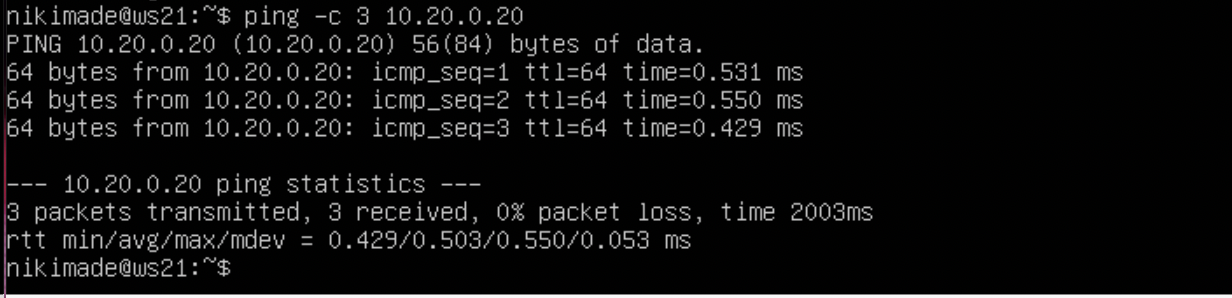 nikimade@ws21:~$ ping -c 3 10.20.0.20
PING 10.20.0.20 (10.20.0.20) 56(84) bytes of data.
64 bytes from 10.20.0.20: icmp_seq=1 ttl=64 time=0.531 ms
64 bytes from 10.20.0.20: icmp_seq=2 ttl=64 time=0.550 ms
64 bytes from 10.20.0.20: icmp_seq=3 ttl=64 time=0.429 ms
--- 10.20.0.20 ping statistics ---
3 packets transmitted, 3 received, 0% packet loss, time 2003ms
rtt min/avg/max/mdev = 0.429/0.503/0.550/0.053 ms
nikimade@ws21:~$